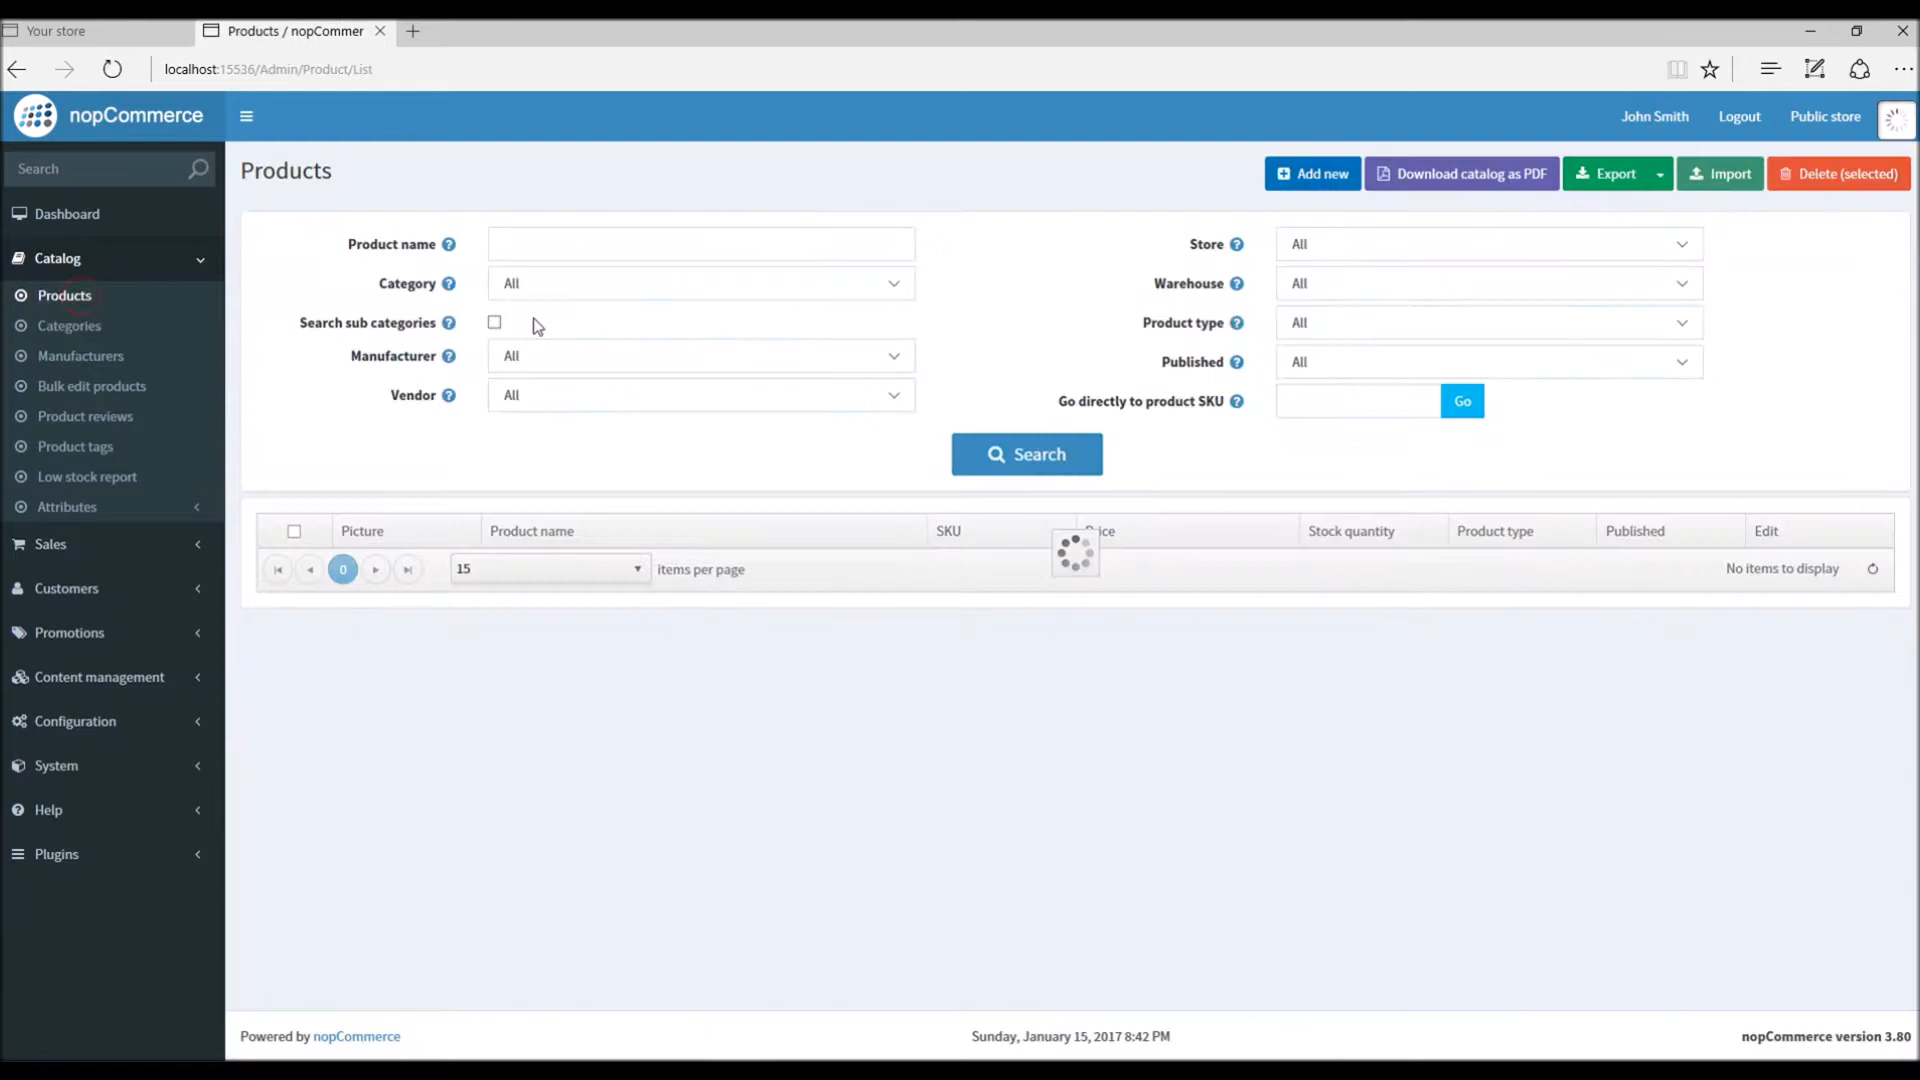 Your store
Products / nopCommer
localhost:15536/Admin/Product/List
nopCommerce
John Smith
Logout
Public store
Search
Products
Add new
Download catalog as PDF
Export
Import
Delete (selected)
Dashboard
Catalog
Products
Categories
Manufacturers
Bulk edit products
Product reviews
Product tags
Low stock report
Attributes
Sales
Customers
Promotions
Content management
Configuration
System
Help
Plugins
Product name
Category All
Search sub categories
Manufacturer All
Vendor All
Store All
Warehouse All
Product type All
Published All
Go directly to product SKU Go
Search
Picture Product name SKU Stock quantity Product type Published Edit
0 15 items per page No items to display
Powered by nopCommerce
Sunday, January 15, 2017 8:42 PM
nopCommerce version 3.80